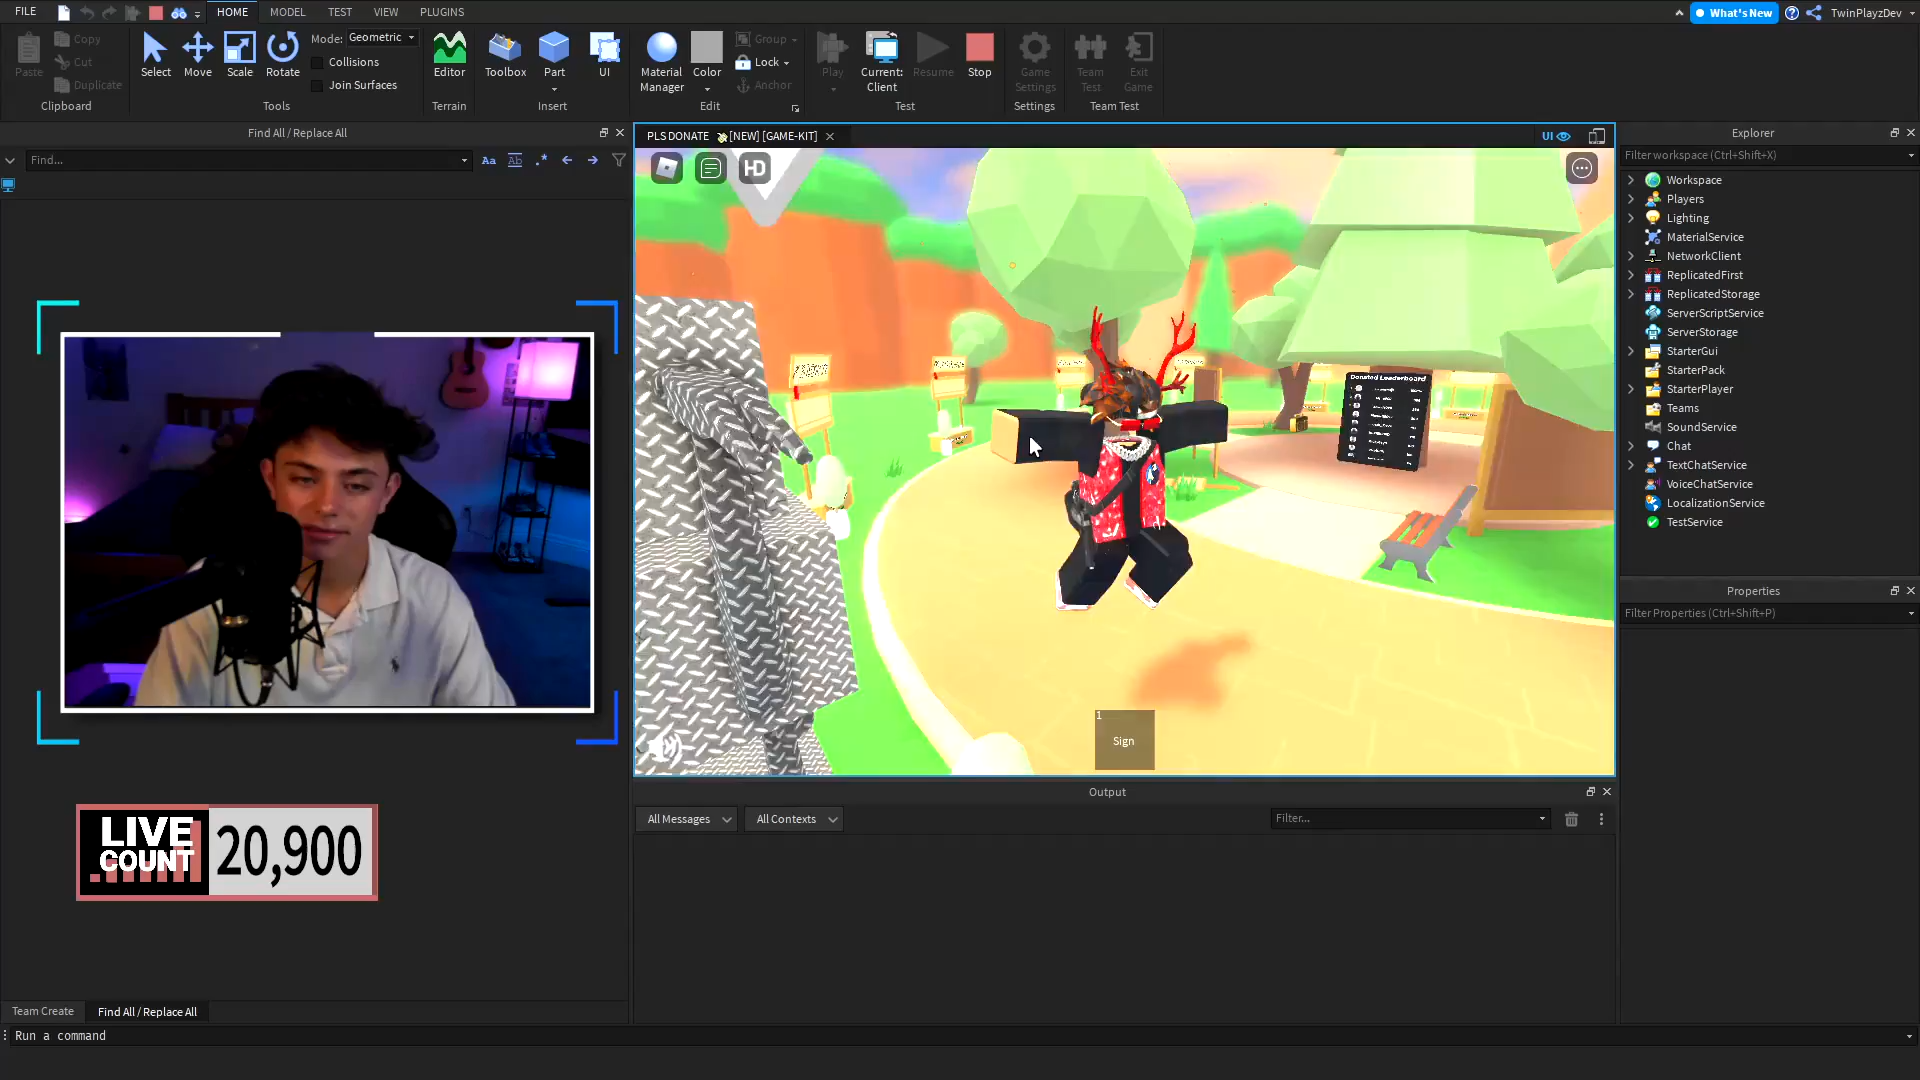 FILE HOME MODEL TEST VIEW PLUGINS What's New TwinPlayzDev
Paste Copy Cut Duplicate Clipboard
Select Move Scale Rotate Mode: Geometric Collisions Join Surfaces Tools
Editor Terrain
Toolbox Part UI Insert
Material Manager Color Group Lock Anchor Edit
Play Current: Client Resume Stop Test
Game Settings Settings
Team Test Exit Game Team Test
Find All / Replace All
Find... Aa Ab .*
PLS DONATE [NEW] [GAME-KIT] UI
HD
Donated Leaderboard
1
Sign
LIVE
COUNT
20,900
Output
All Messages All Contexts Filter...
Team Create Find All / Replace All
Run a command
Explorer
Filter workspace (Ctrl+Shift+X)
Workspace
Players
Lighting
MaterialService
NetworkClient
ReplicatedFirst
ReplicatedStorage
ServerScriptService
ServerStorage
StarterGui
StarterPack
StarterPlayer
Teams
SoundService
Chat
TextChatService
VoiceChatService
LocalizationService
TestService
Properties
Filter Properties (Ctrl+Shift+P)